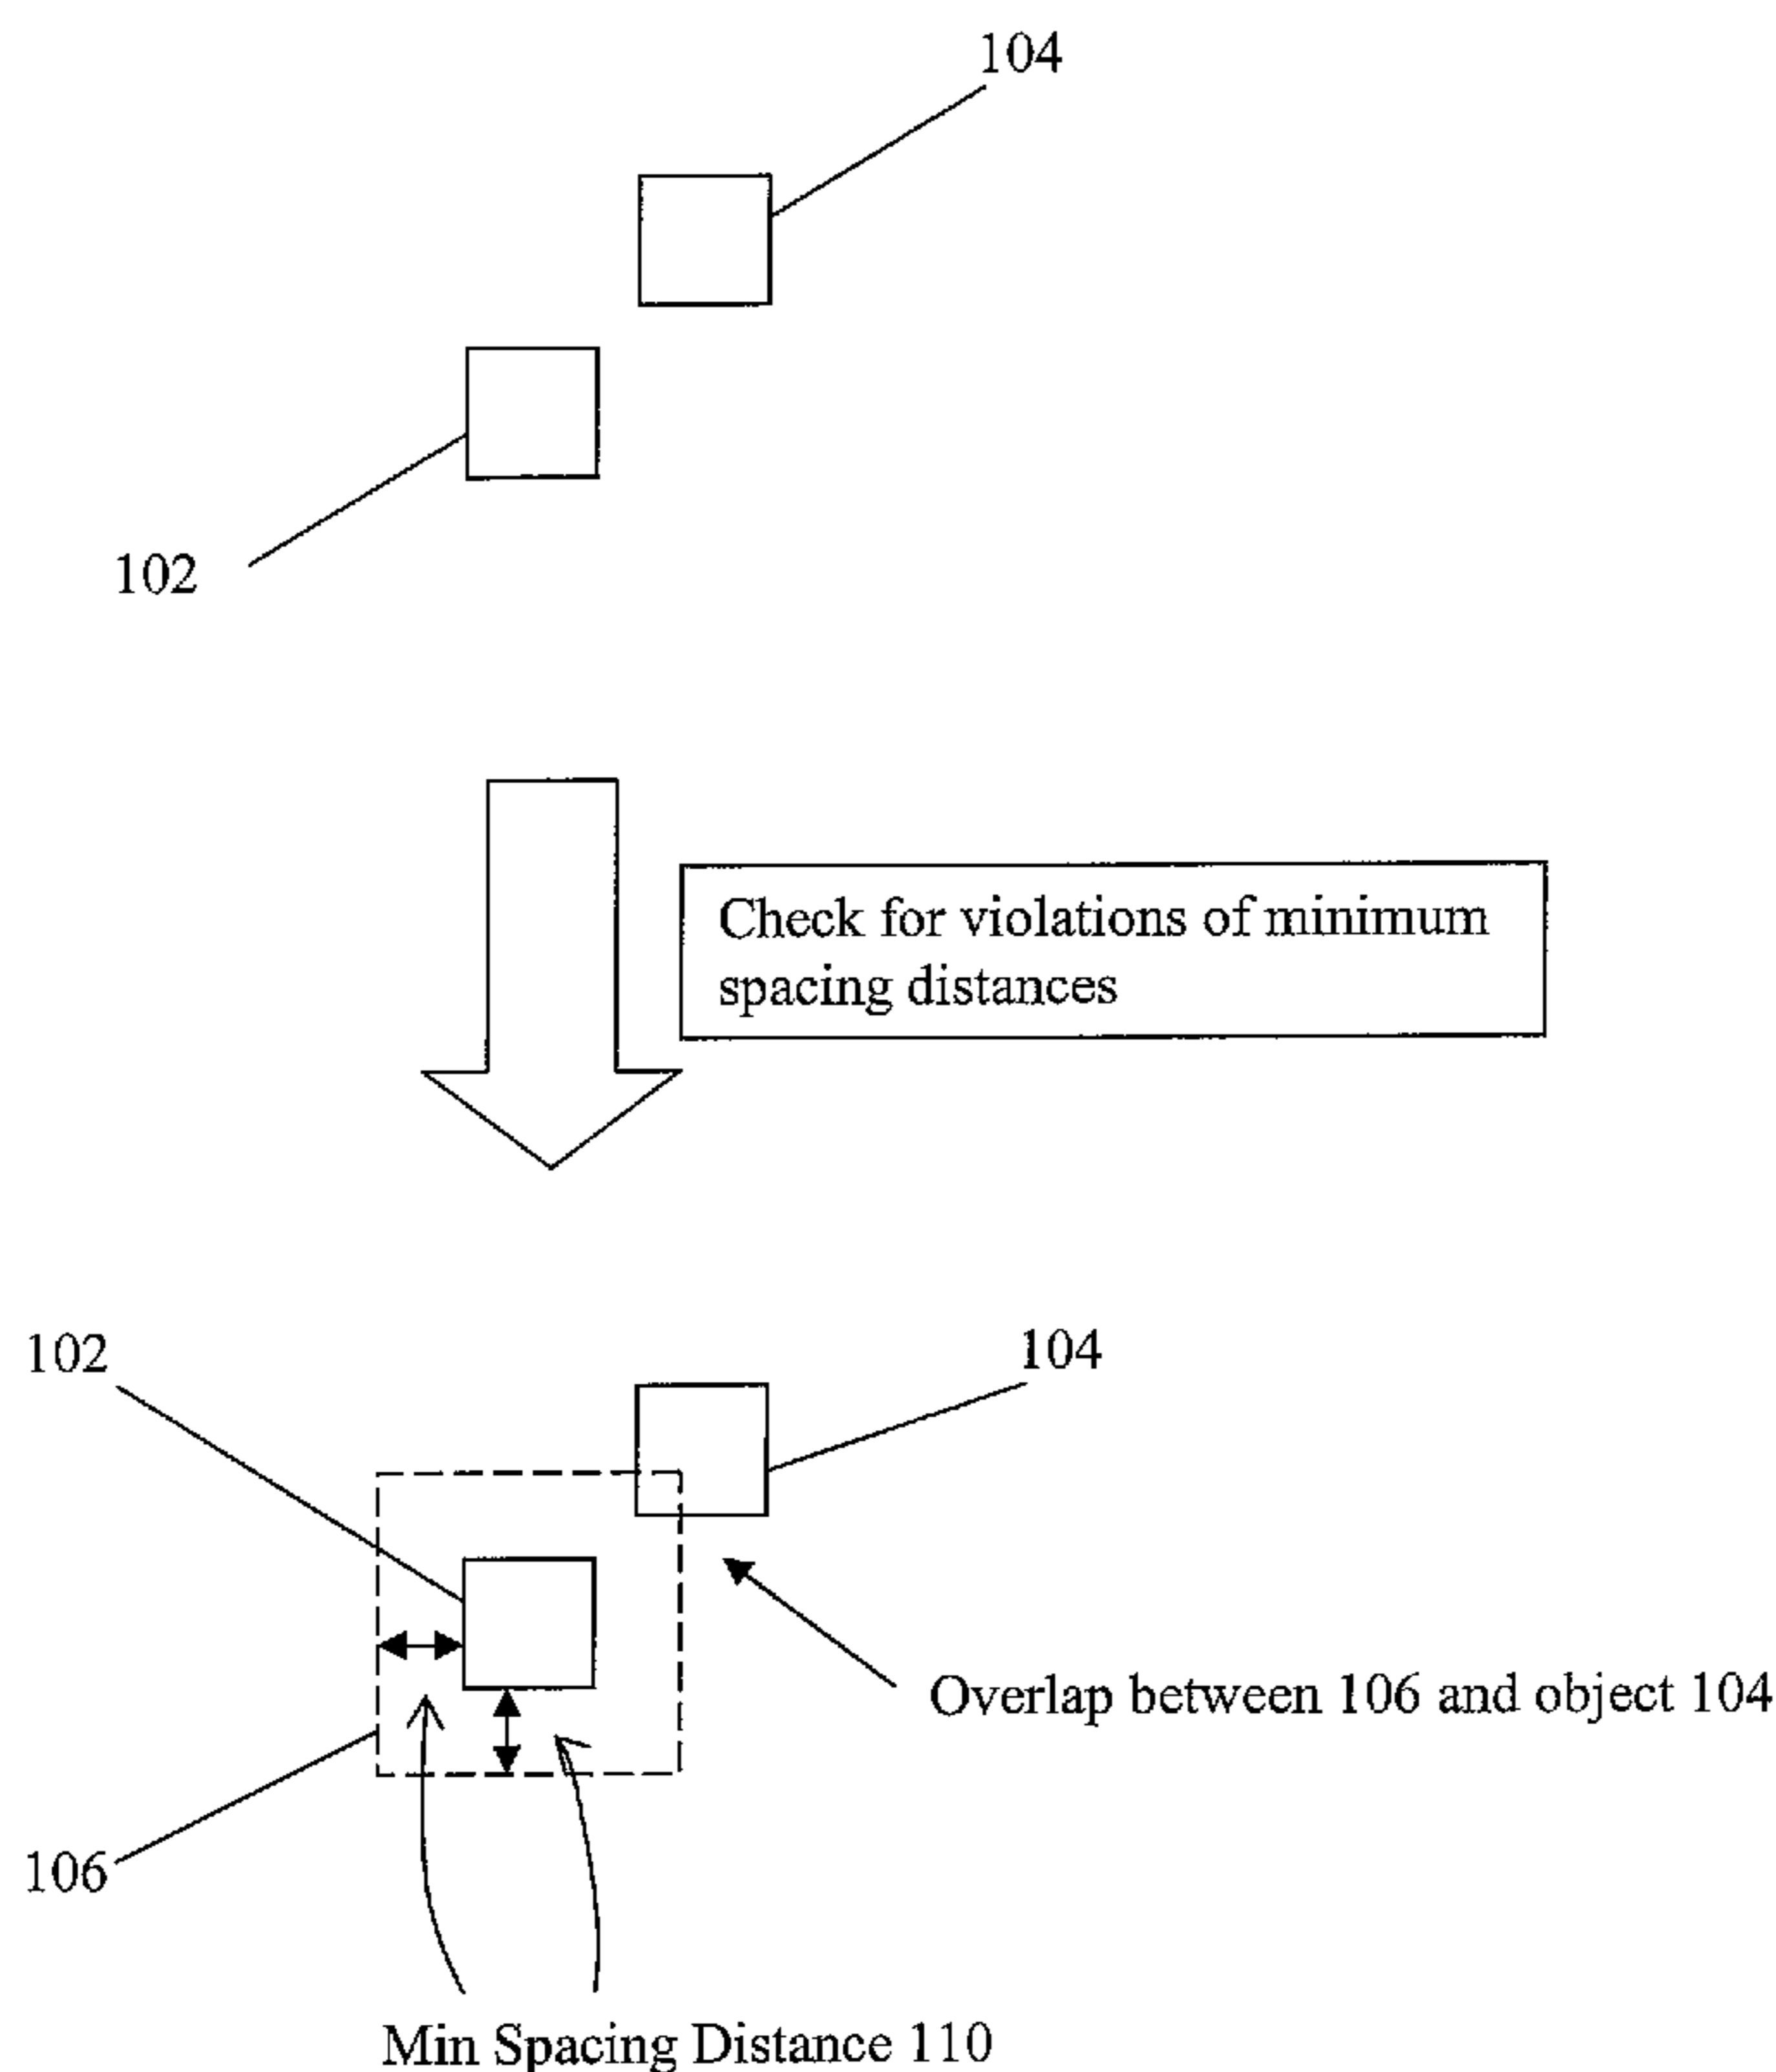 104
102
Check for violations of minimum
spacing distances
102
104
Overlap between 106 and object 104
106
Min Spacing Distance 110